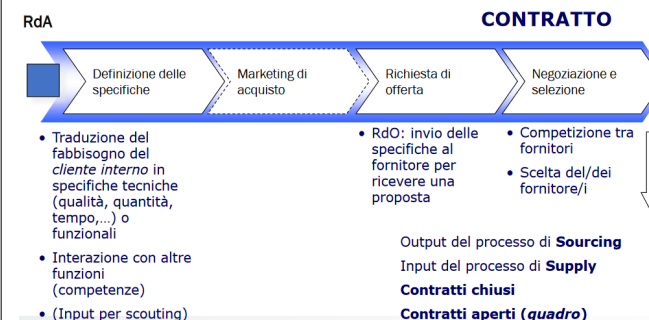 RdA
CONTRATTO
Definizione delle
specifiche
Marketing di
acquisto
Richiesta di
offerta
Negoziazione e
selezione
• Traduzione del
fabbisogno del
cliente interno in
specifiche tecniche
(qualità, quantità,
tempo,...) o
funzionali
• Interazione con altre
funzioni
(competenze)
• (Input per scouting)
• RdO: invio delle
specifiche al
fornitore per
ricevere una
proposta
• Competizione tra
fornitori
• Scelta del/dei
fornitore/i
Output del processo di Sourcing
Input del processo di Supply
Contratti chiusi
Contratti aperti (quadro)